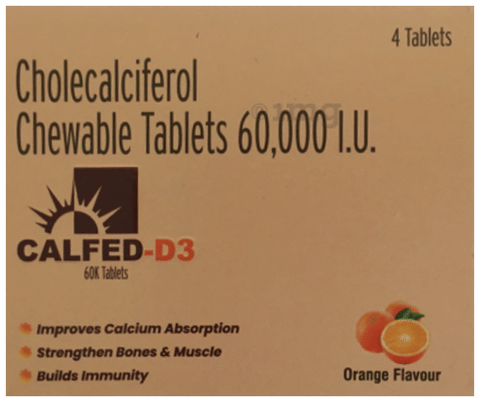 4 Tablets
Cholecalciferol
Chewable Tablets 60,000 I.U.
1mg
CALFED-D3
60K Tablets
Improves Calcium Absorption
Strengthen Bones & Muscle
Builds Immunity
Orange Flavour